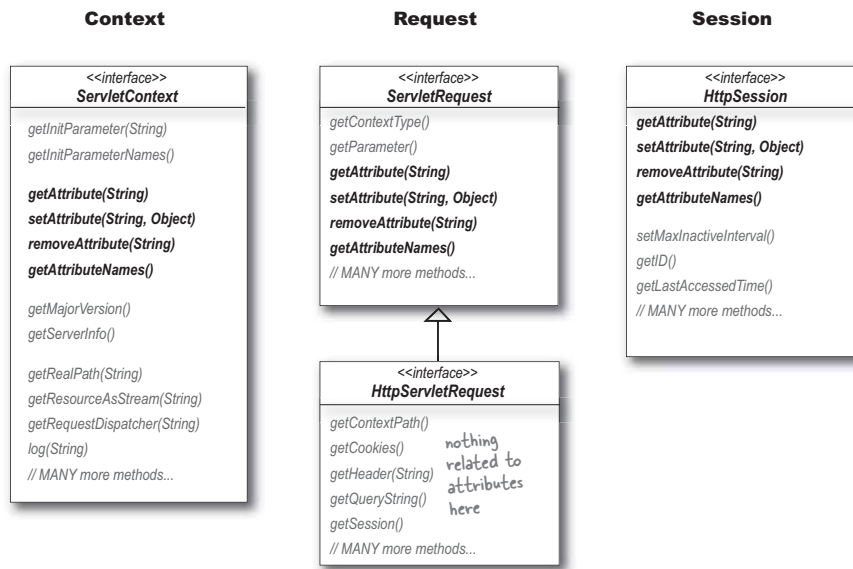 Context
<<interface>>
ServletContext
getInitParameter(String)
getInitParameterNames()
getAttribute(String)
setAttribute(String, Object)
removeAttribute(String)
getAttributeNames()
getMajorVersion()
getServerInfo()
getRealPath(String)
getResourceAsStream(String)
getRequestDispatcher(String)
log(String)
// MANY more methods...
Request
<<interface>>
ServletRequest
getContextType()
getParameter()
getAttribute(String)
setAttribute(String, Object)
removeAttribute(String)
getAttributeNames()
// MANY more methods...
<<interface>>
HttpServletRequest
getContextPath()
getCookies()
getHeader(String)
getQueryString()
getSession()
// MANY more methods...
nothing
related to
attributes
here
Session
<<interface>>
HttpSession
getAttribute(String)
setAttribute(String, Object)
removeAttribute(String)
getAttributeNames()
setMaxInactiveInterval()
getID()
getLastAccessedTime()
// MANY more methods...